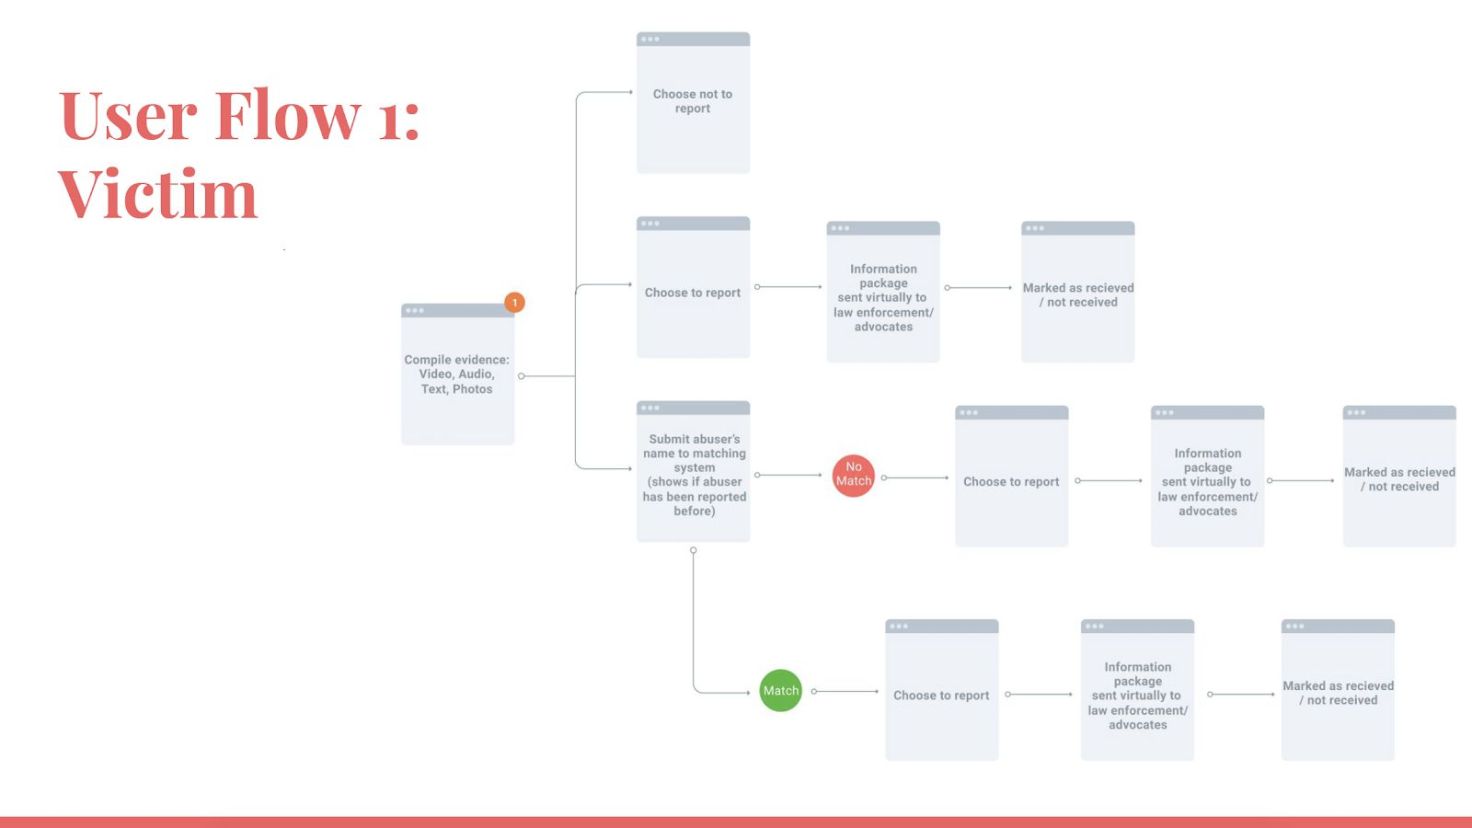 User Flow 1:
Victim
Choose not to
report
1
Compile evidence:
Video, Audio,
Text, Photos
Choose to report
Information
package
sent virtually to
law enforcement/
advocates
Marked as recieved
/ not received
Submit abuser's
name to matching
system
(shows if abuser
has been reported
before)
No
Match
Choose to report
Information
package
sent virtually to
law enforcement/
advocates
Marked as recieved
/ not received
Match
Choose to report
Information
package
sent virtually to
law enforcement/
advocates
Marked as recieved
/ not received